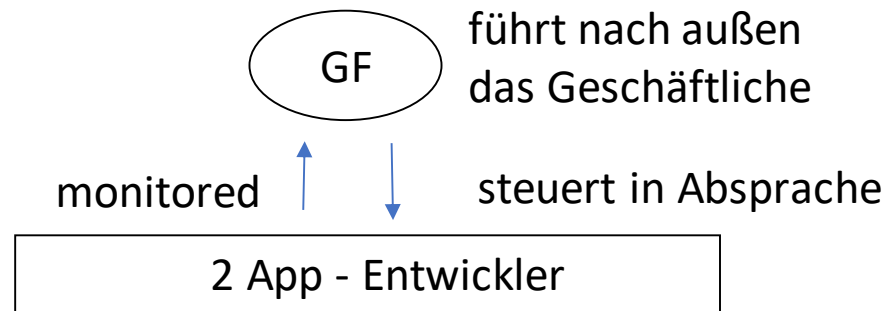 GF
führt nach außen
das Geschäftliche
monitored
steuert in Absprache
2 App - Entwickler